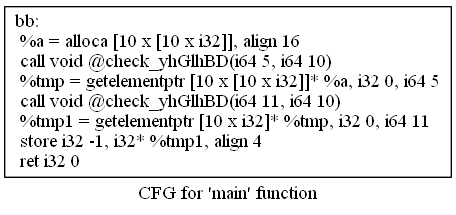 bb:
%a = alloca [10 x [10 x i32]], align 16
call void @check_yhGlhBD(i64 5, i64 10)
%tmp = getelementptr [10 x [10 x i32]]* %a, i32 0, i64 5
call void @check_yhGlhBD(i64 11, i64 10)
%tmp1 = getelementptr [10 x i32]* %tmp, i32 0, i64 11
store i32 -1, i32* %tmp1, align 4
ret i32 0
CFG for 'main' function